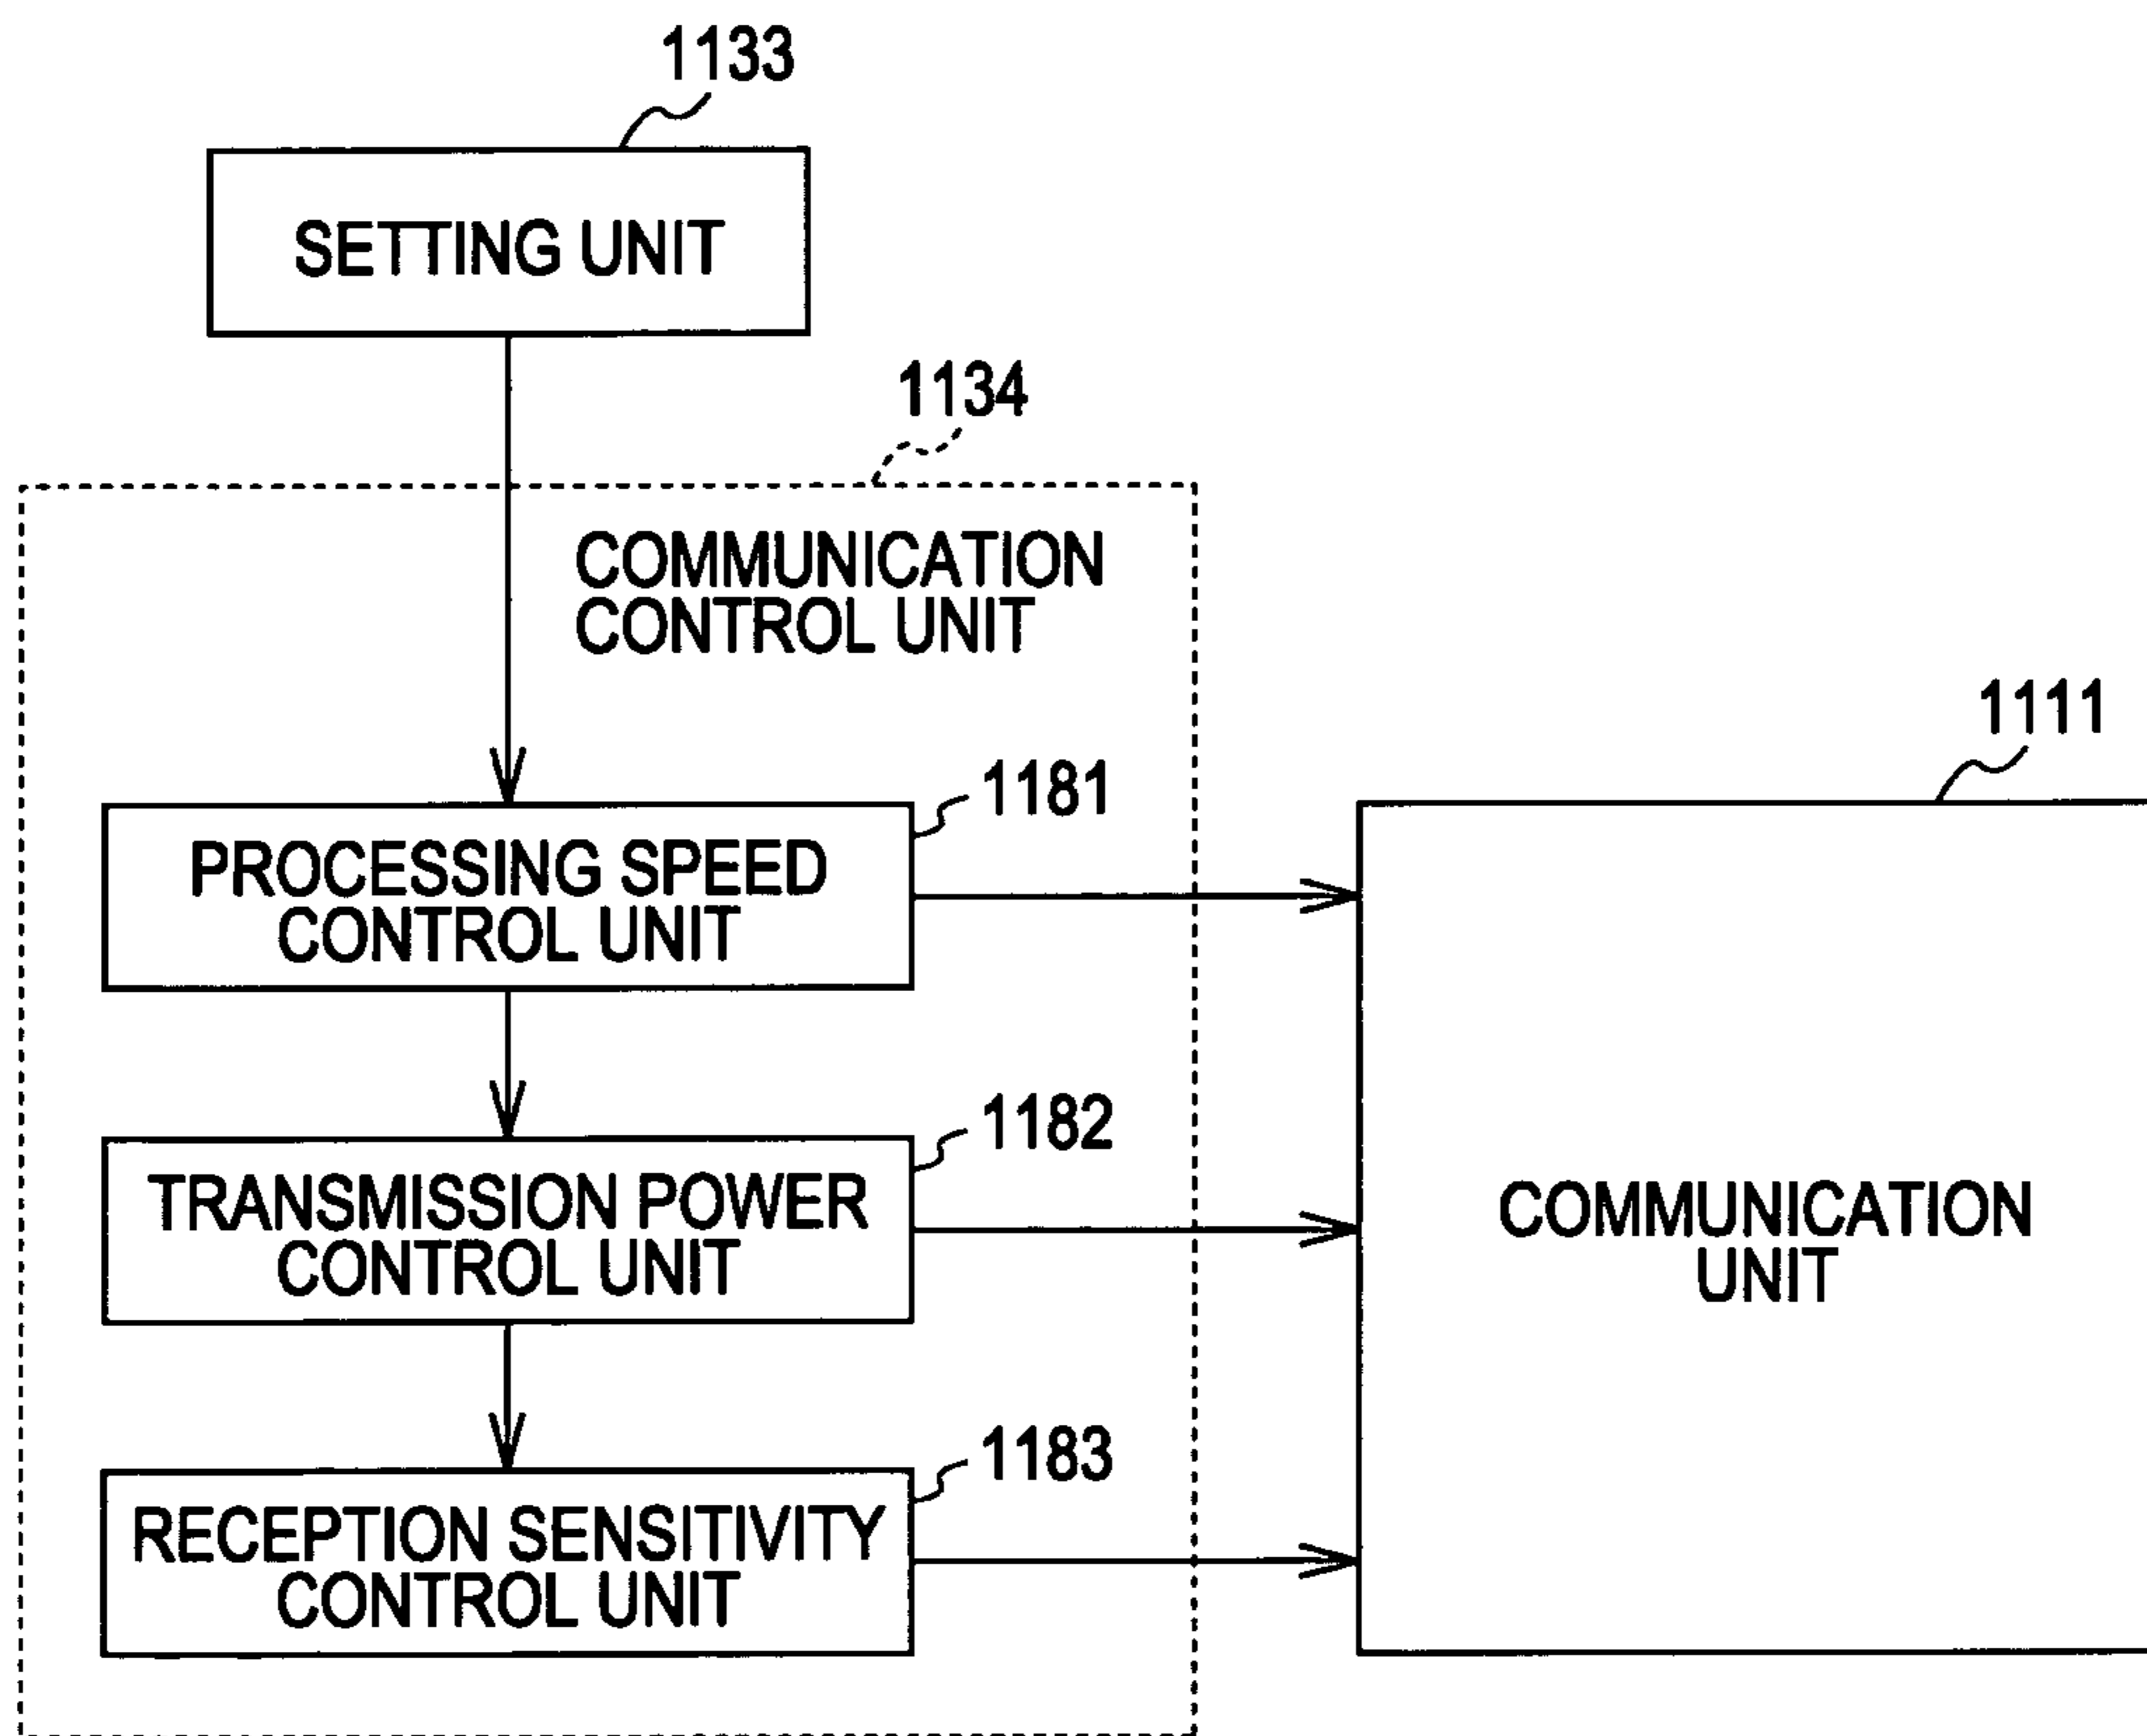 1133
SETTING UNIT
1134
COMMUNICATION
CONTROL UNIT
1111
1181
PROCESSING SPEED
CONTROL UNIT
1182
TRANSMISSION POWER
CONTROL UNIT
COMMUNICATION
UNIT
1183
RECEPTION SENSITIVITY
CONTROL UNIT